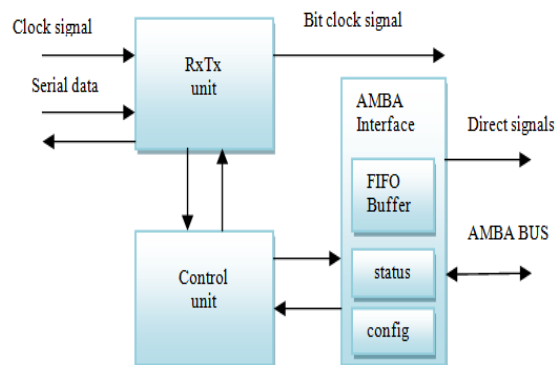 Clock signal
Serial data
RxTx
unit
Bit clock signal
AMBA
Interface
FIFO
Buffer
status
config
Direct signals
AMBA BUS
Control
unit